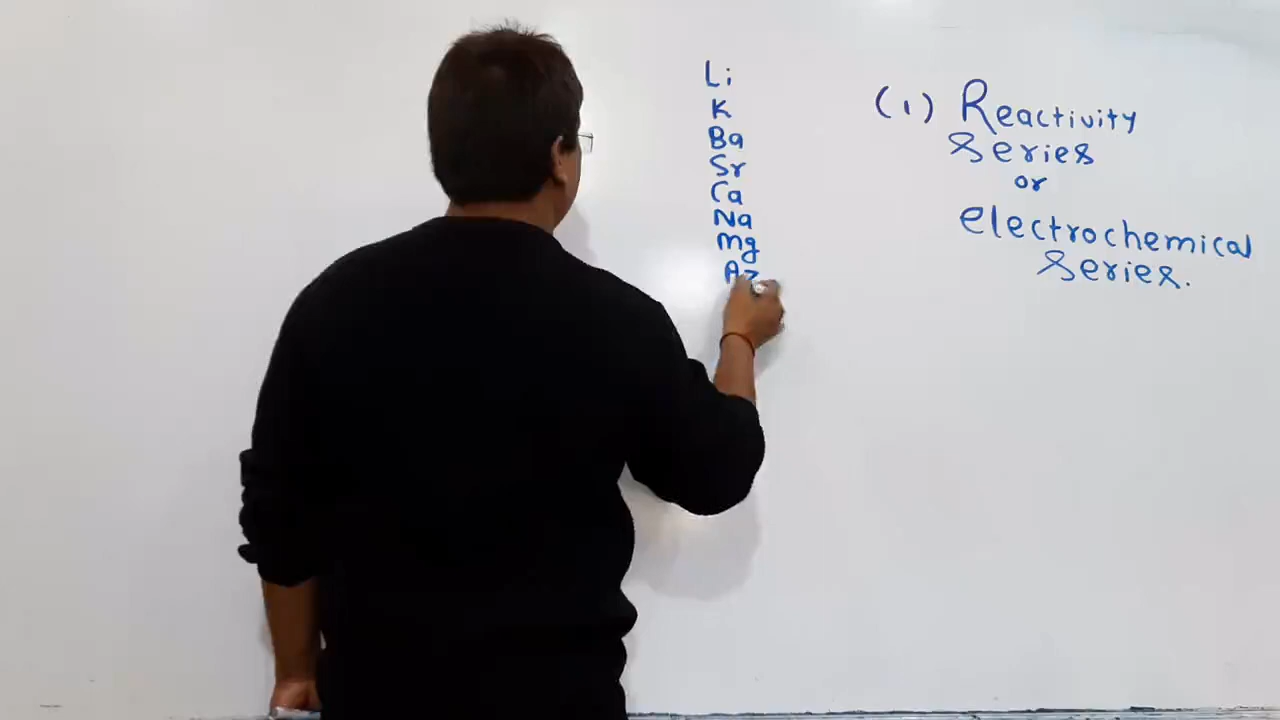 Li
K
Ba
Sr
Ca
Na
Mg
(1) Reactivity
series
or
electrochemical
series.